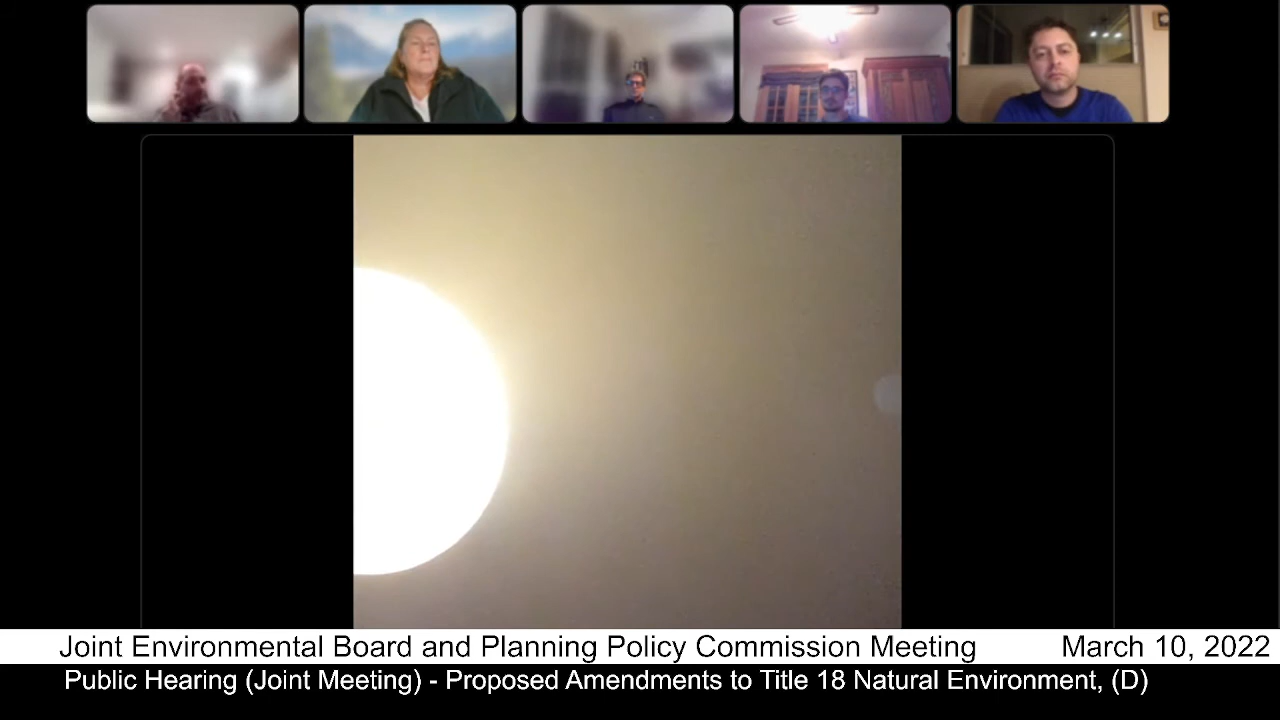 Joint Environmental Board and Planning Policy Commission Meeting March 10, 2022
Public Hearing (Joint Meeting) - Proposed Amendments to Title 18 Natural Environment, (D)